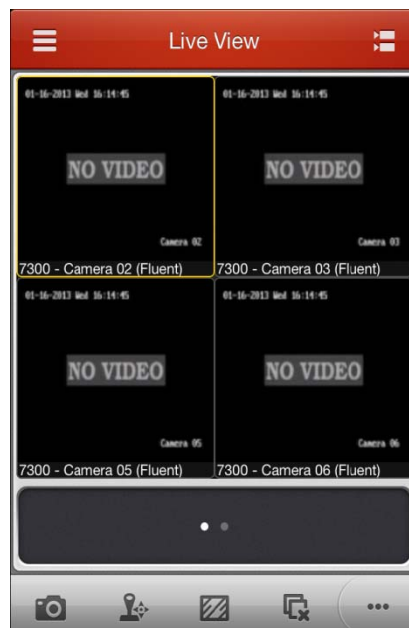 Live View
01-16-2013 Wed 16:14:45
NO VIDEO
Camera 02
7300 - Camera 02 (Fluent)
01-16-2013 Wed 16:14:45
NO VIDEO
Camera 03
7300 - Camera 03 (Fluent)
01-16-2013 Wed 16:14:45
NO VIDEO
Camera 05
7300 - Camera 05 (Fluent)
01-16-2013 Wed 16:14:45
NO VIDEO
Camera 06
7300 - Camera 06 (Fluent)